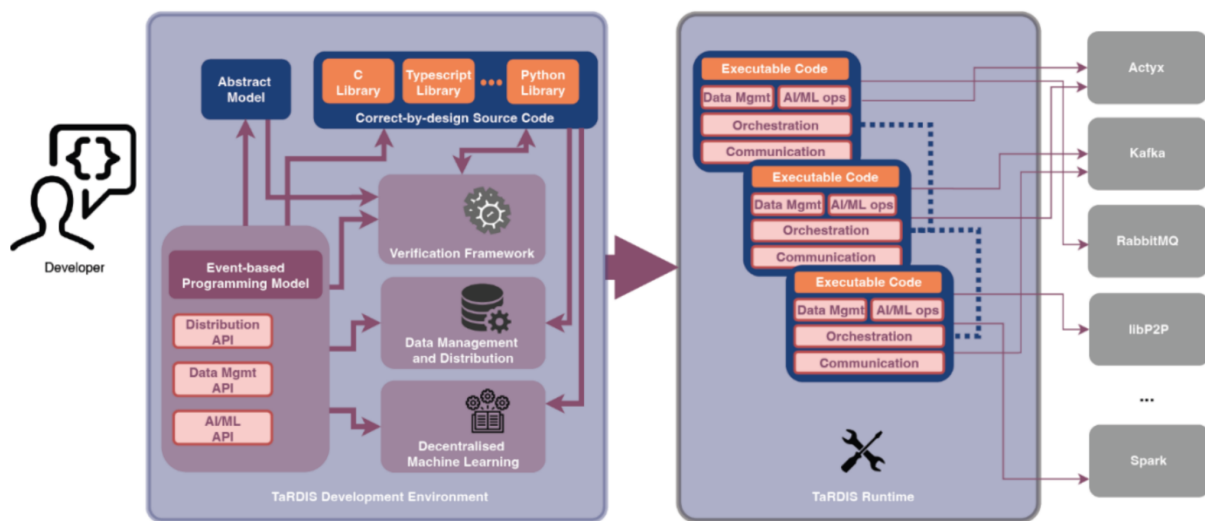 Developer
Abstract
Model
C
Library
Typescript
Library
Python
Library
Correct-by-design Source Code
Verification Framework
Event-based
Programming Model
Distribution
API
Data Mgmt
API
AI/ML
API
Data Management
and Distribution
Decentralised
Machine Learning
TaRDIS Development Environment
Executable Code
Data Mgmt
AI/ML ops
Orchestration
Communication
Executable Code
Data Mgmt
AI/ML ops
Orchestration
Communication
Executable Code
Data Mgmt
AI/ML ops
Orchestration
Communication
TaRDIS Runtime
Actyx
Kafka
RabbitMQ
libP2P
...
Spark